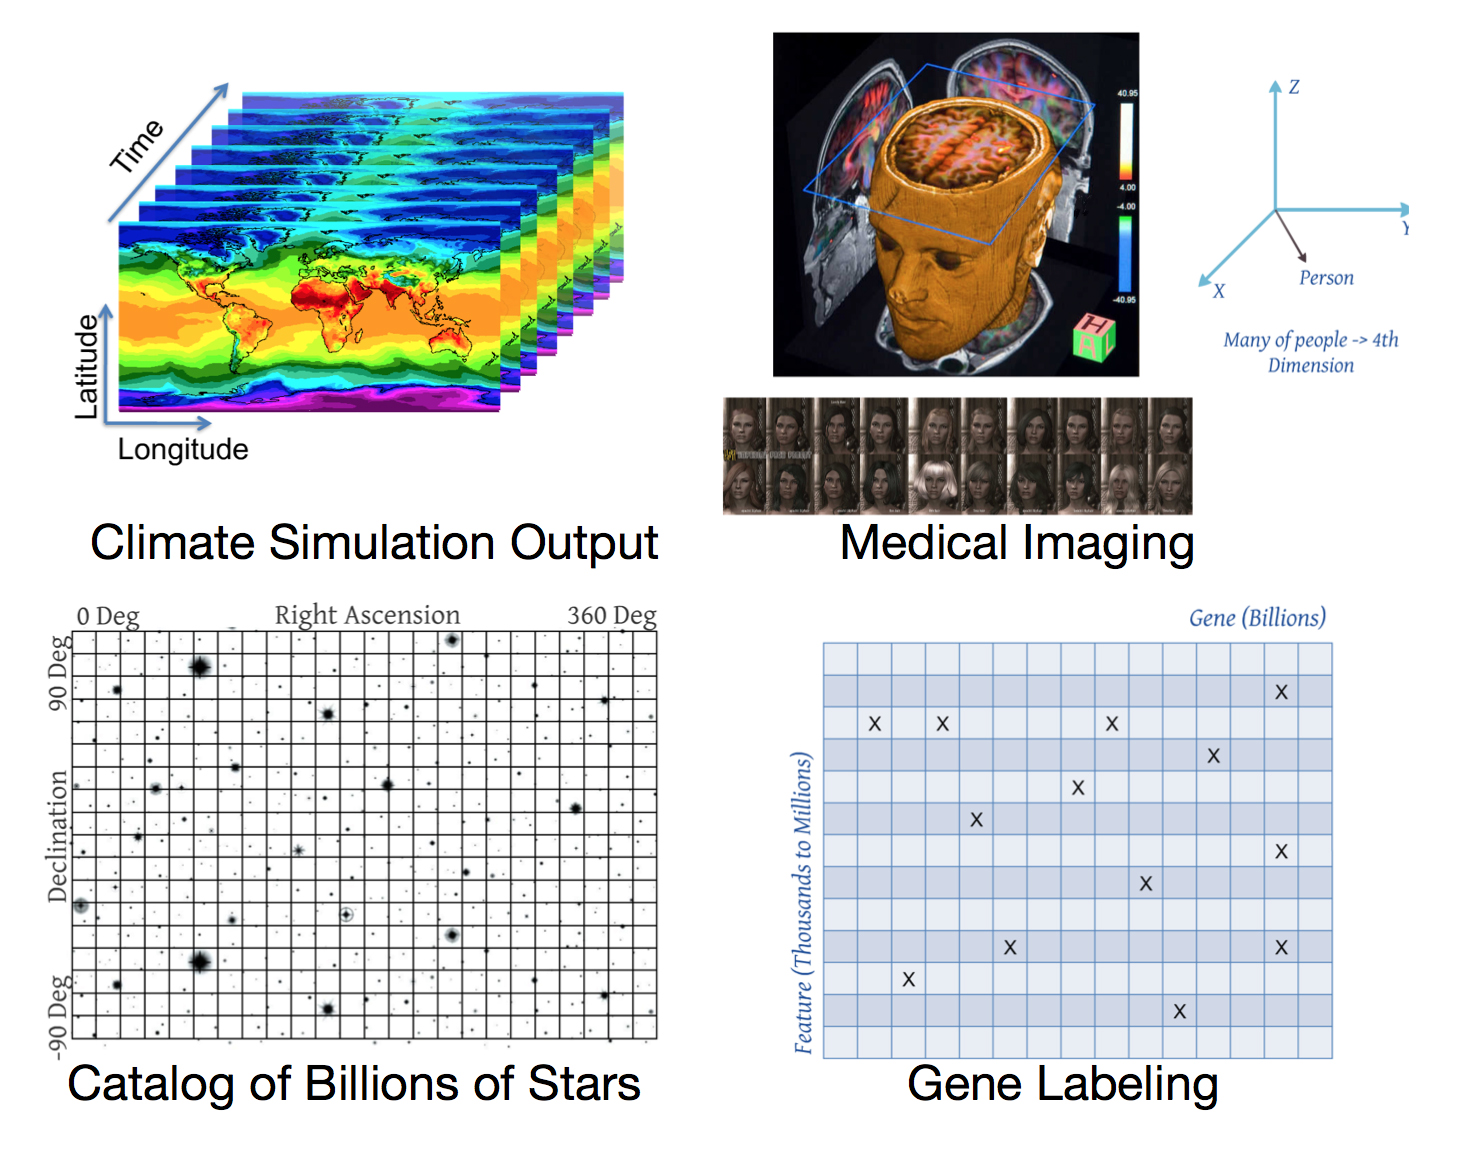 Time
Latitude
Longitude
Climate Simulation Output
40.95
4.00
-4.00
-40.95
H
A
L
Z
Y
X
Person
Many of people -> 4th
Dimension
Medical Imaging
0 Deg
Right Ascension
360 Deg
90 Deg
Declination
-90 Deg
Catalog of Billions of Stars
Gene (Billions)
Feature (Thousands to Millions)
X
X X X
X
X
X
X
X
X X
X
X
Gene Labeling